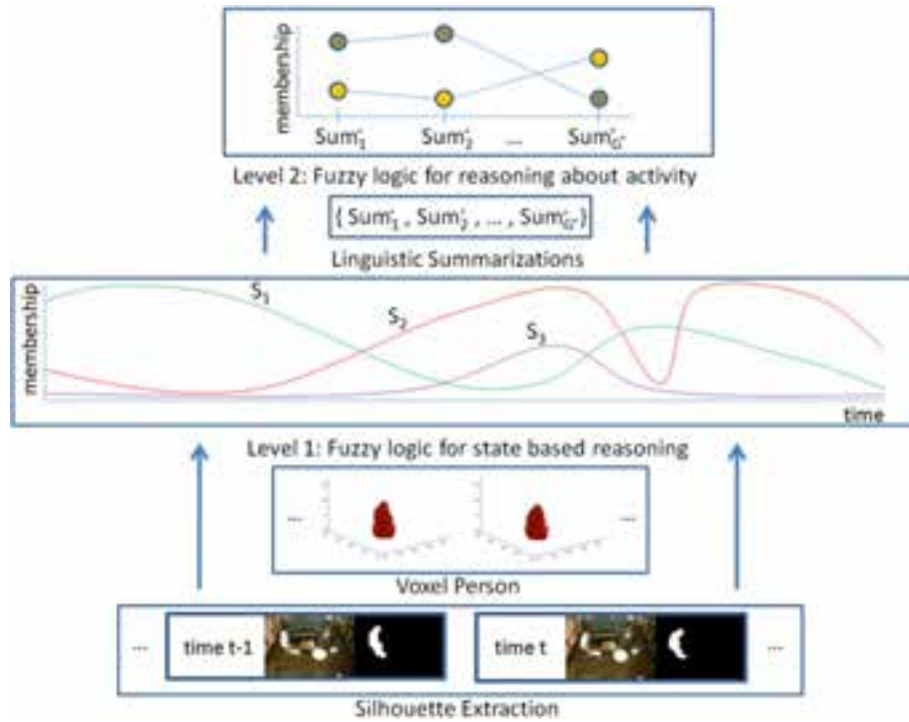 membership
Sum'₁ Sum'₂ ... Sum'G''
Level 2: Fuzzy logic for reasoning about activity
{ Sum'₁ , Sum'₂ , ... , Sum'G'' }
Linguistic Summarizations
membership
S₁
S₂
S₃
time
Level 1: Fuzzy logic for state based reasoning
... ...
Voxel Person
... time t-1 time t ...
Silhouette Extraction